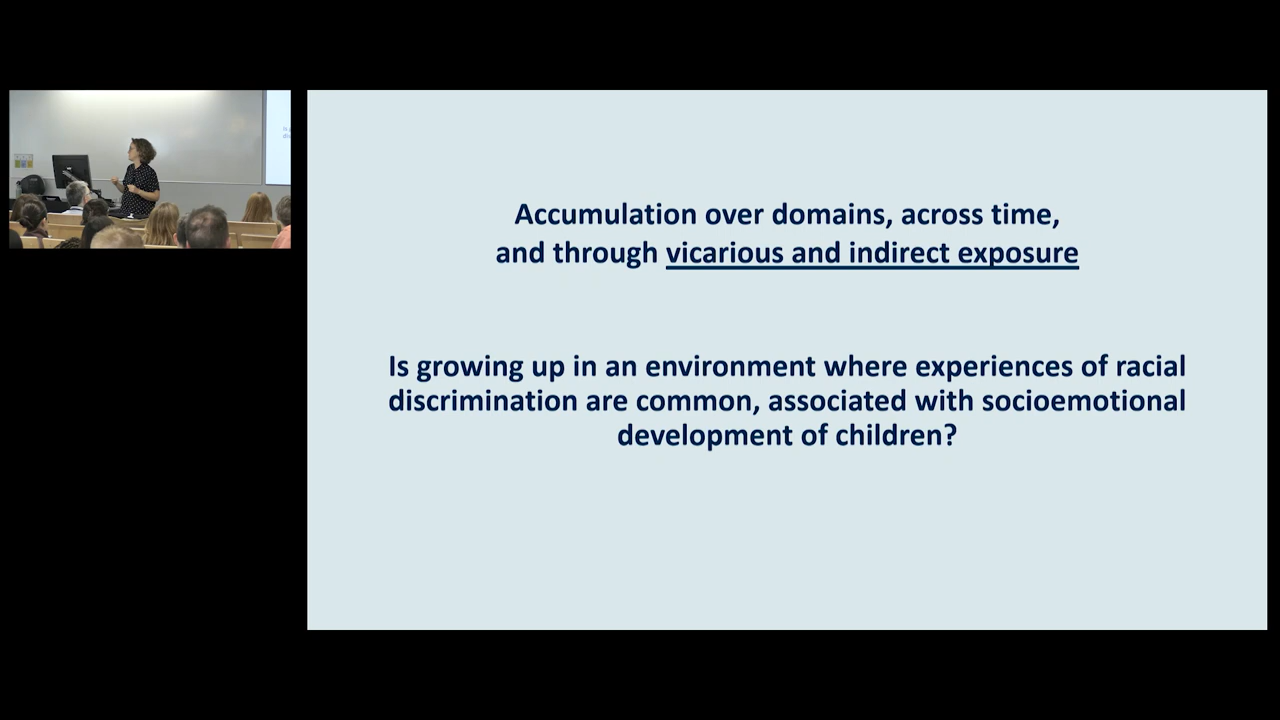 Accumulation over domains, across time,
and through vicarious and indirect exposure
Is growing up in an environment where experiences of racial
discrimination are common, associated with socioemotional
development of children?